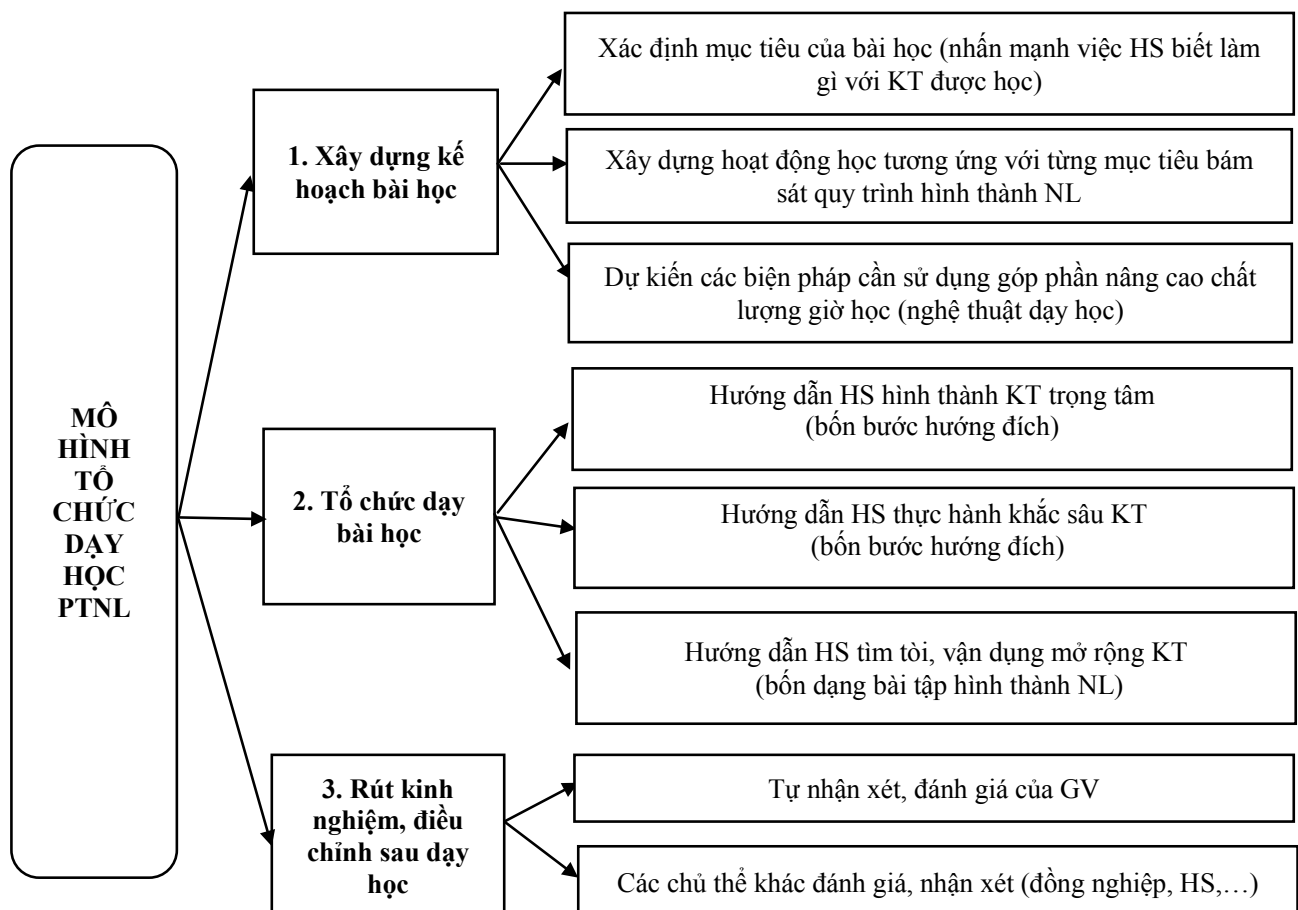 MÔ
HÌNH
TỔ
CHỨC
DẠY
HỌC
PTNL
1. Xây dựng kế
hoạch bài học
Xác định mục tiêu của bài học (nhấn mạnh việc HS biết làm
gì với KT được học)
Xây dựng hoạt động học tương ứng với từng mục tiêu bám
sát quy trình hình thành NL
Dự kiến các biện pháp cần sử dụng góp phần nâng cao chất
lượng giờ học (nghệ thuật dạy học)
2. Tổ chức dạy
bài học
Hướng dẫn HS hình thành KT trọng tâm
(bốn bước hướng đích)
Hướng dẫn HS thực hành khắc sâu KT
(bốn bước hướng đích)
Hướng dẫn HS tìm tòi, vận dụng mở rộng KT
(bốn dạng bài tập hình thành NL)
3. Rút kinh
nghiệm, điều
chỉnh sau dạy
học
Tự nhận xét, đánh giá của GV
Các chủ thể khác đánh giá, nhận xét (đồng nghiệp, HS,…)